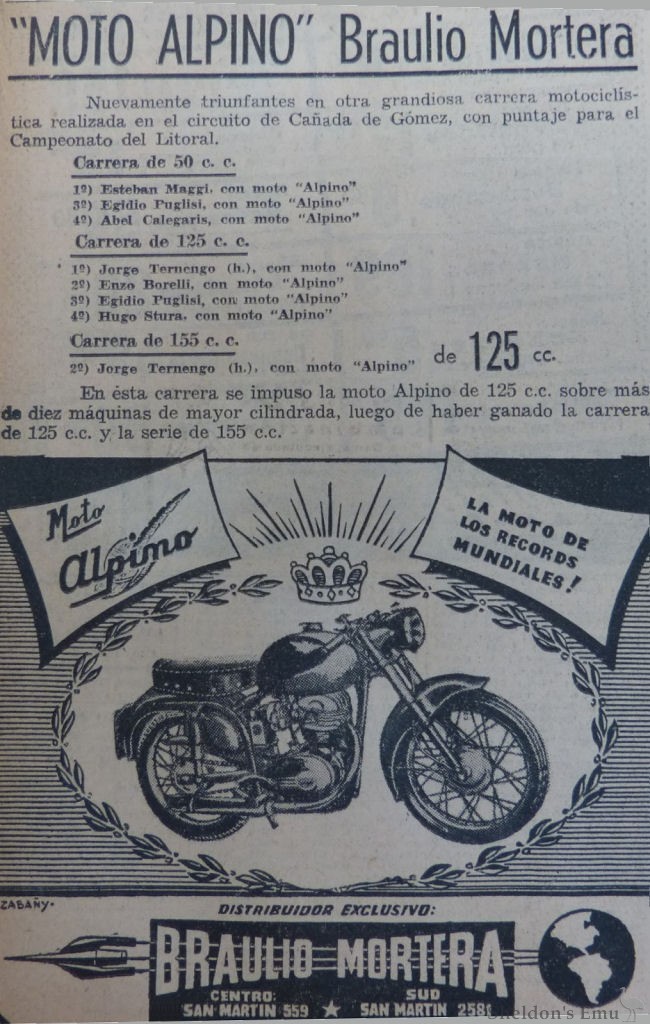 "MOTO ALPINO" Braulio Mortera
Nuevamente triunfantes en otra grandiosa carrera motociclís-
tica realizada en el circuito de Cañada de Gómez, con puntaje para el
Campeonato del Litoral.
Carrera de 50 c. c.
1º) Esteban Maggi, con moto "Alpino"
3º) Egidio Puglisi, con moto "Alpino"
4º) Abel Calegaris, con moto "Alpino"
Carrera de 125 c. c.
1º) Jorge Ternengo (h.), con moto "Alpino"
2º) Enzo Borelli, con moto "Alpino"
3º) Egidio Puglisi, con moto "Alpino"
4º) Hugo Stura, con moto "Alpino"
Carrera de 155 c. c.
2º) Jorge Ternengo (h.), con moto "Alpino" de 125 cc.
En ésta carrera se impuso la moto Alpino de 125 c.c. sobre más
de diez máquinas de mayor cilindrada, luego de haber ganado la carrera
de 125 c.c. y la serie de 155 c.c.
Moto
Alpino
LA MOTO DE
LOS RECORDS
MUNDIALES!
ZABAÑY.
DISTRIBUIDOR EXCLUSIVO:
BRAULIO MORTERA
CENTRO: SUD
SAN MARTIN 559 ★ SAN MARTIN 2581
Sheldon's Emu